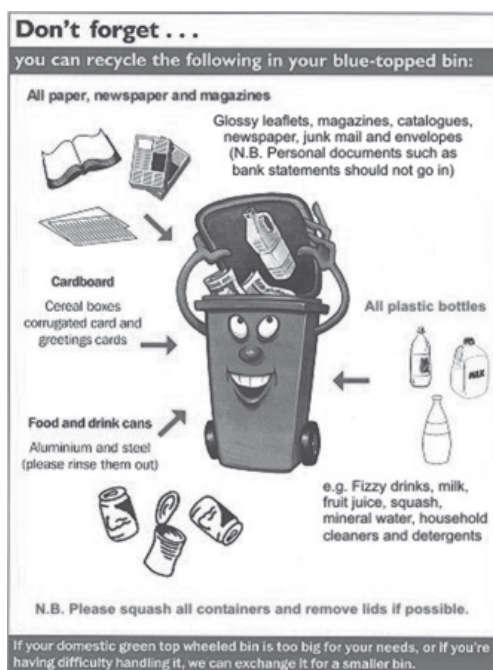 Don't forget . . .
you can recycle the following in your blue-topped bin:
All paper, newspaper and magazines
Glossy leaflets, magazines, catalogues,
newspaper, junk mail and envelopes
(N.B. Personal documents such as
bank statements should not go in)
Cardboard
Cereal boxes
corrugated card and
greetings cards
All plastic bottles
MILK
Food and drink cans
Aluminium and steel
(please rinse them out)
e.g. Fizzy drinks, milk,
fruit juice, squash,
mineral water, household
cleaners and detergents
N.B. Please squash all containers and remove lids if possible.
If your domestic green top wheeled bin is too big for your needs, or if you're
having difficulty handling it, we can exchange it for a smaller bin.